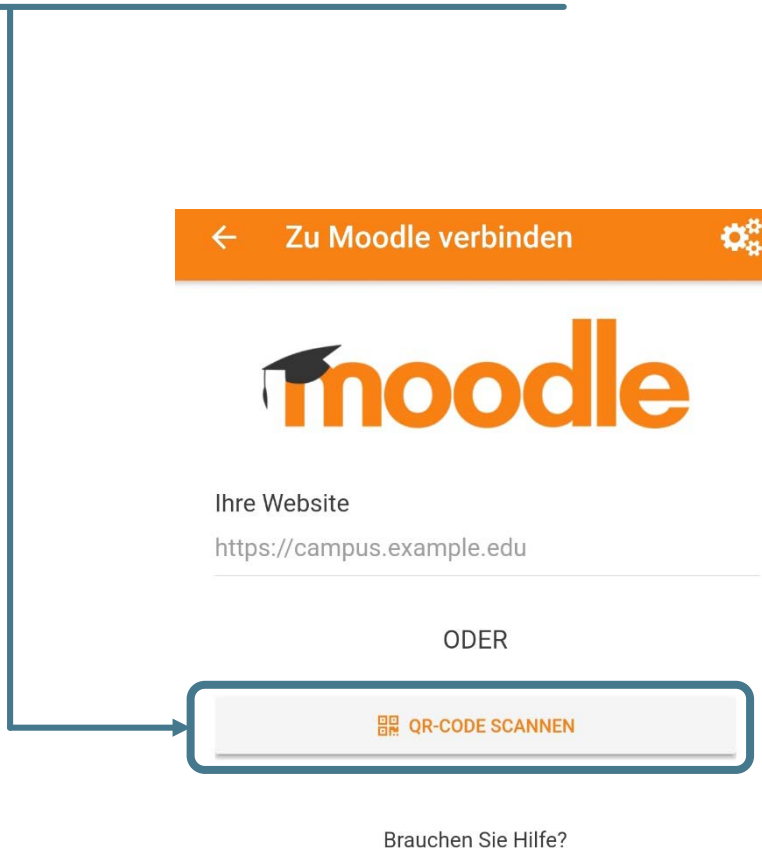 Zu Moodle verbinden
moodle
Ihre Website
https://campus.example.edu
ODER
QR-CODE SCANNEN
Brauchen Sie Hilfe?